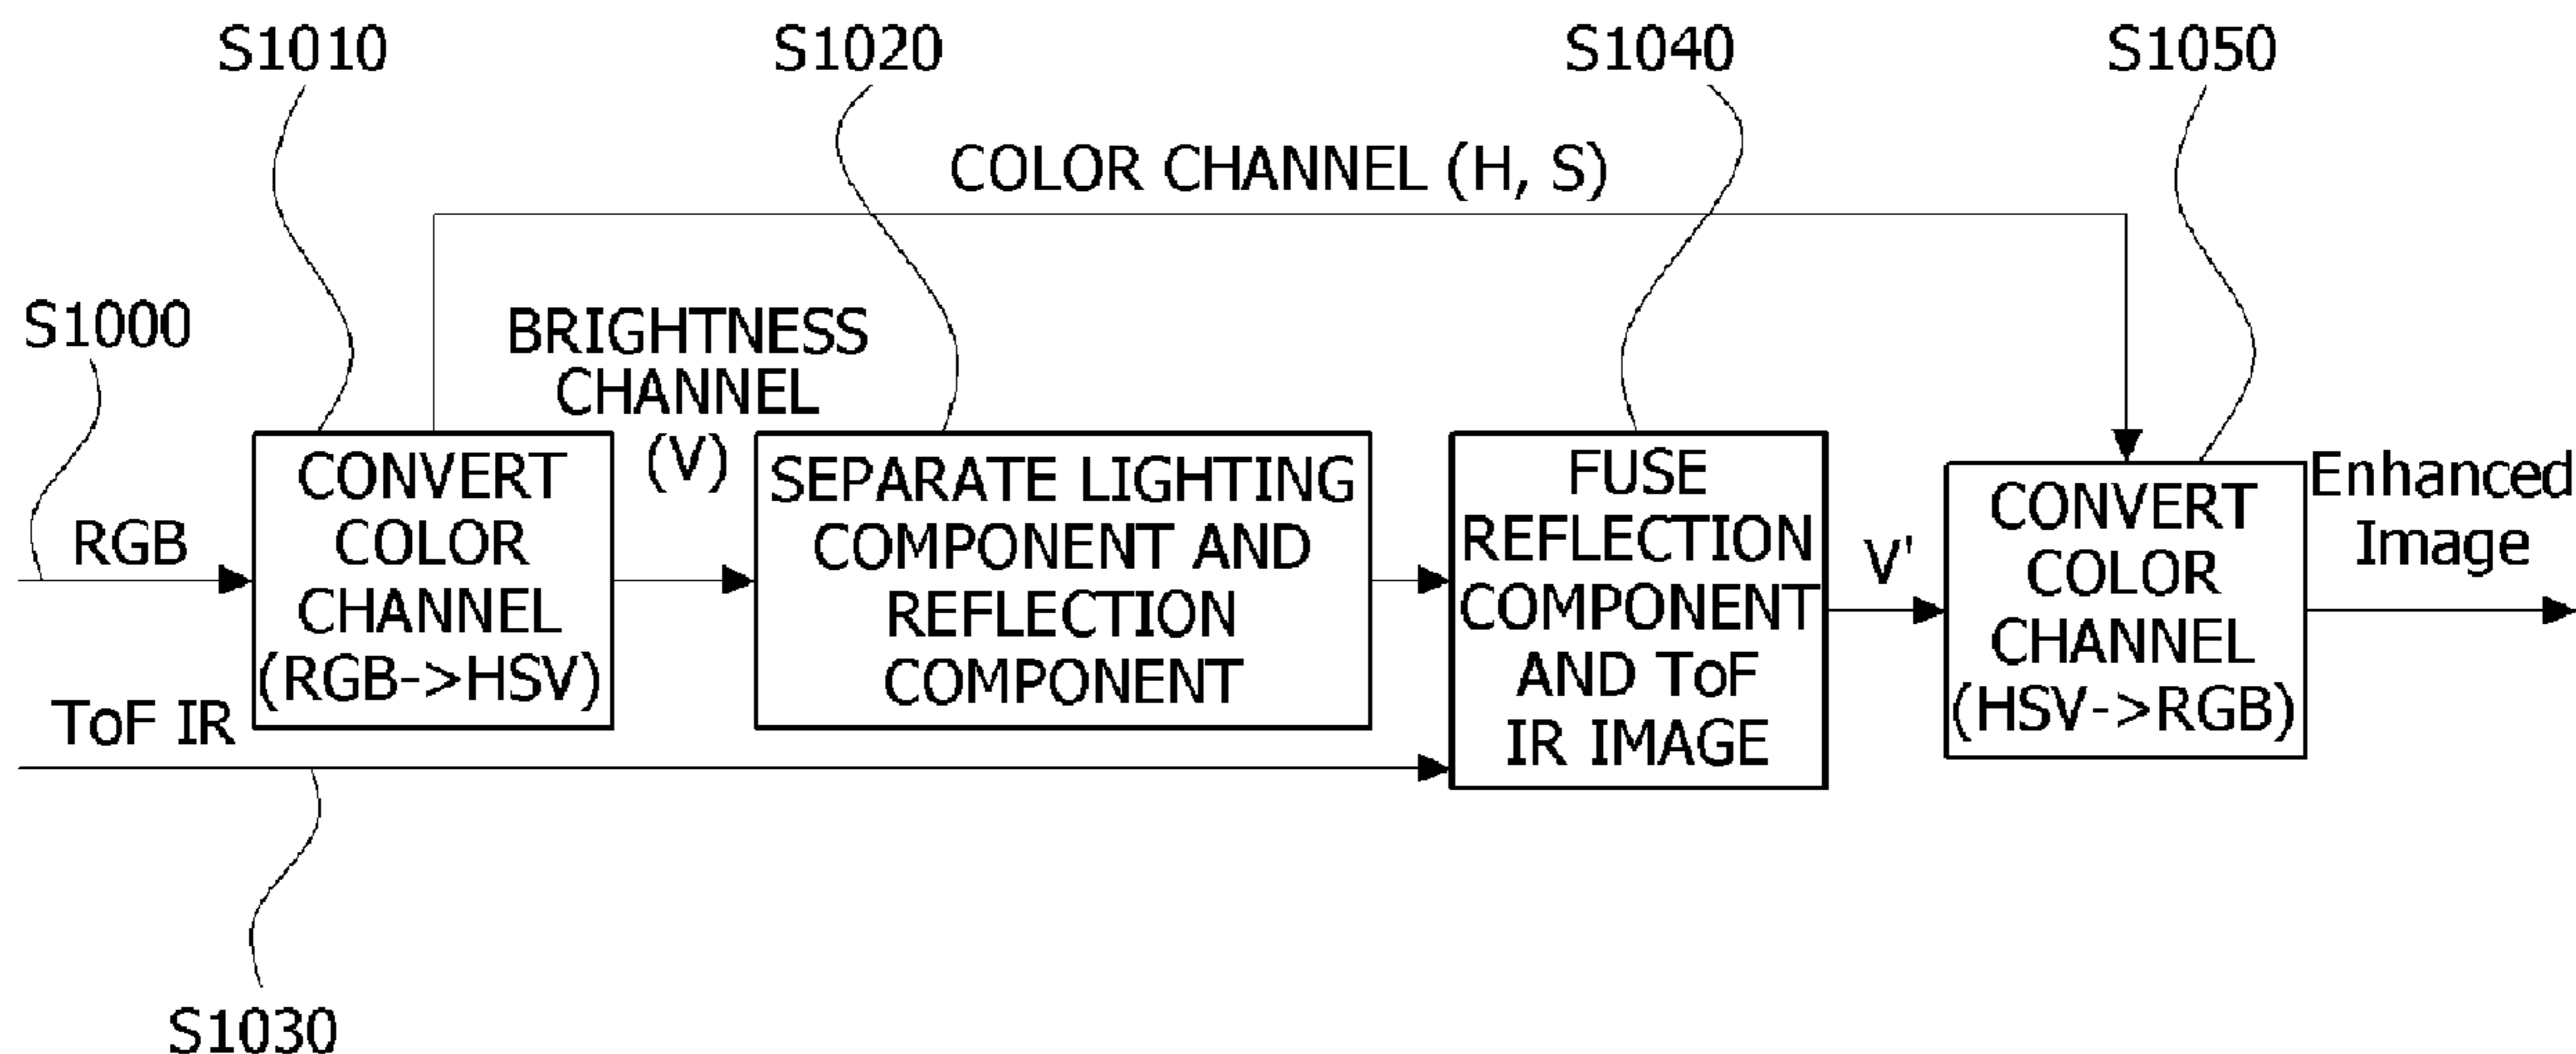 S1010
S1020
S1040
S1050
COLOR CHANNEL (H, S)
S1000
BRIGHTNESS
CHANNEL
(V)
RGB
CONVERT
COLOR
CHANNEL
(RGB->HSV)
SEPARATE LIGHTING
COMPONENT AND
REFLECTION
COMPONENT
FUSE
REFLECTION
COMPONENT
AND ToF
IR IMAGE
V'
CONVERT
COLOR
CHANNEL
(HSV->RGB)
Enhanced
Image
ToF IR
S1030